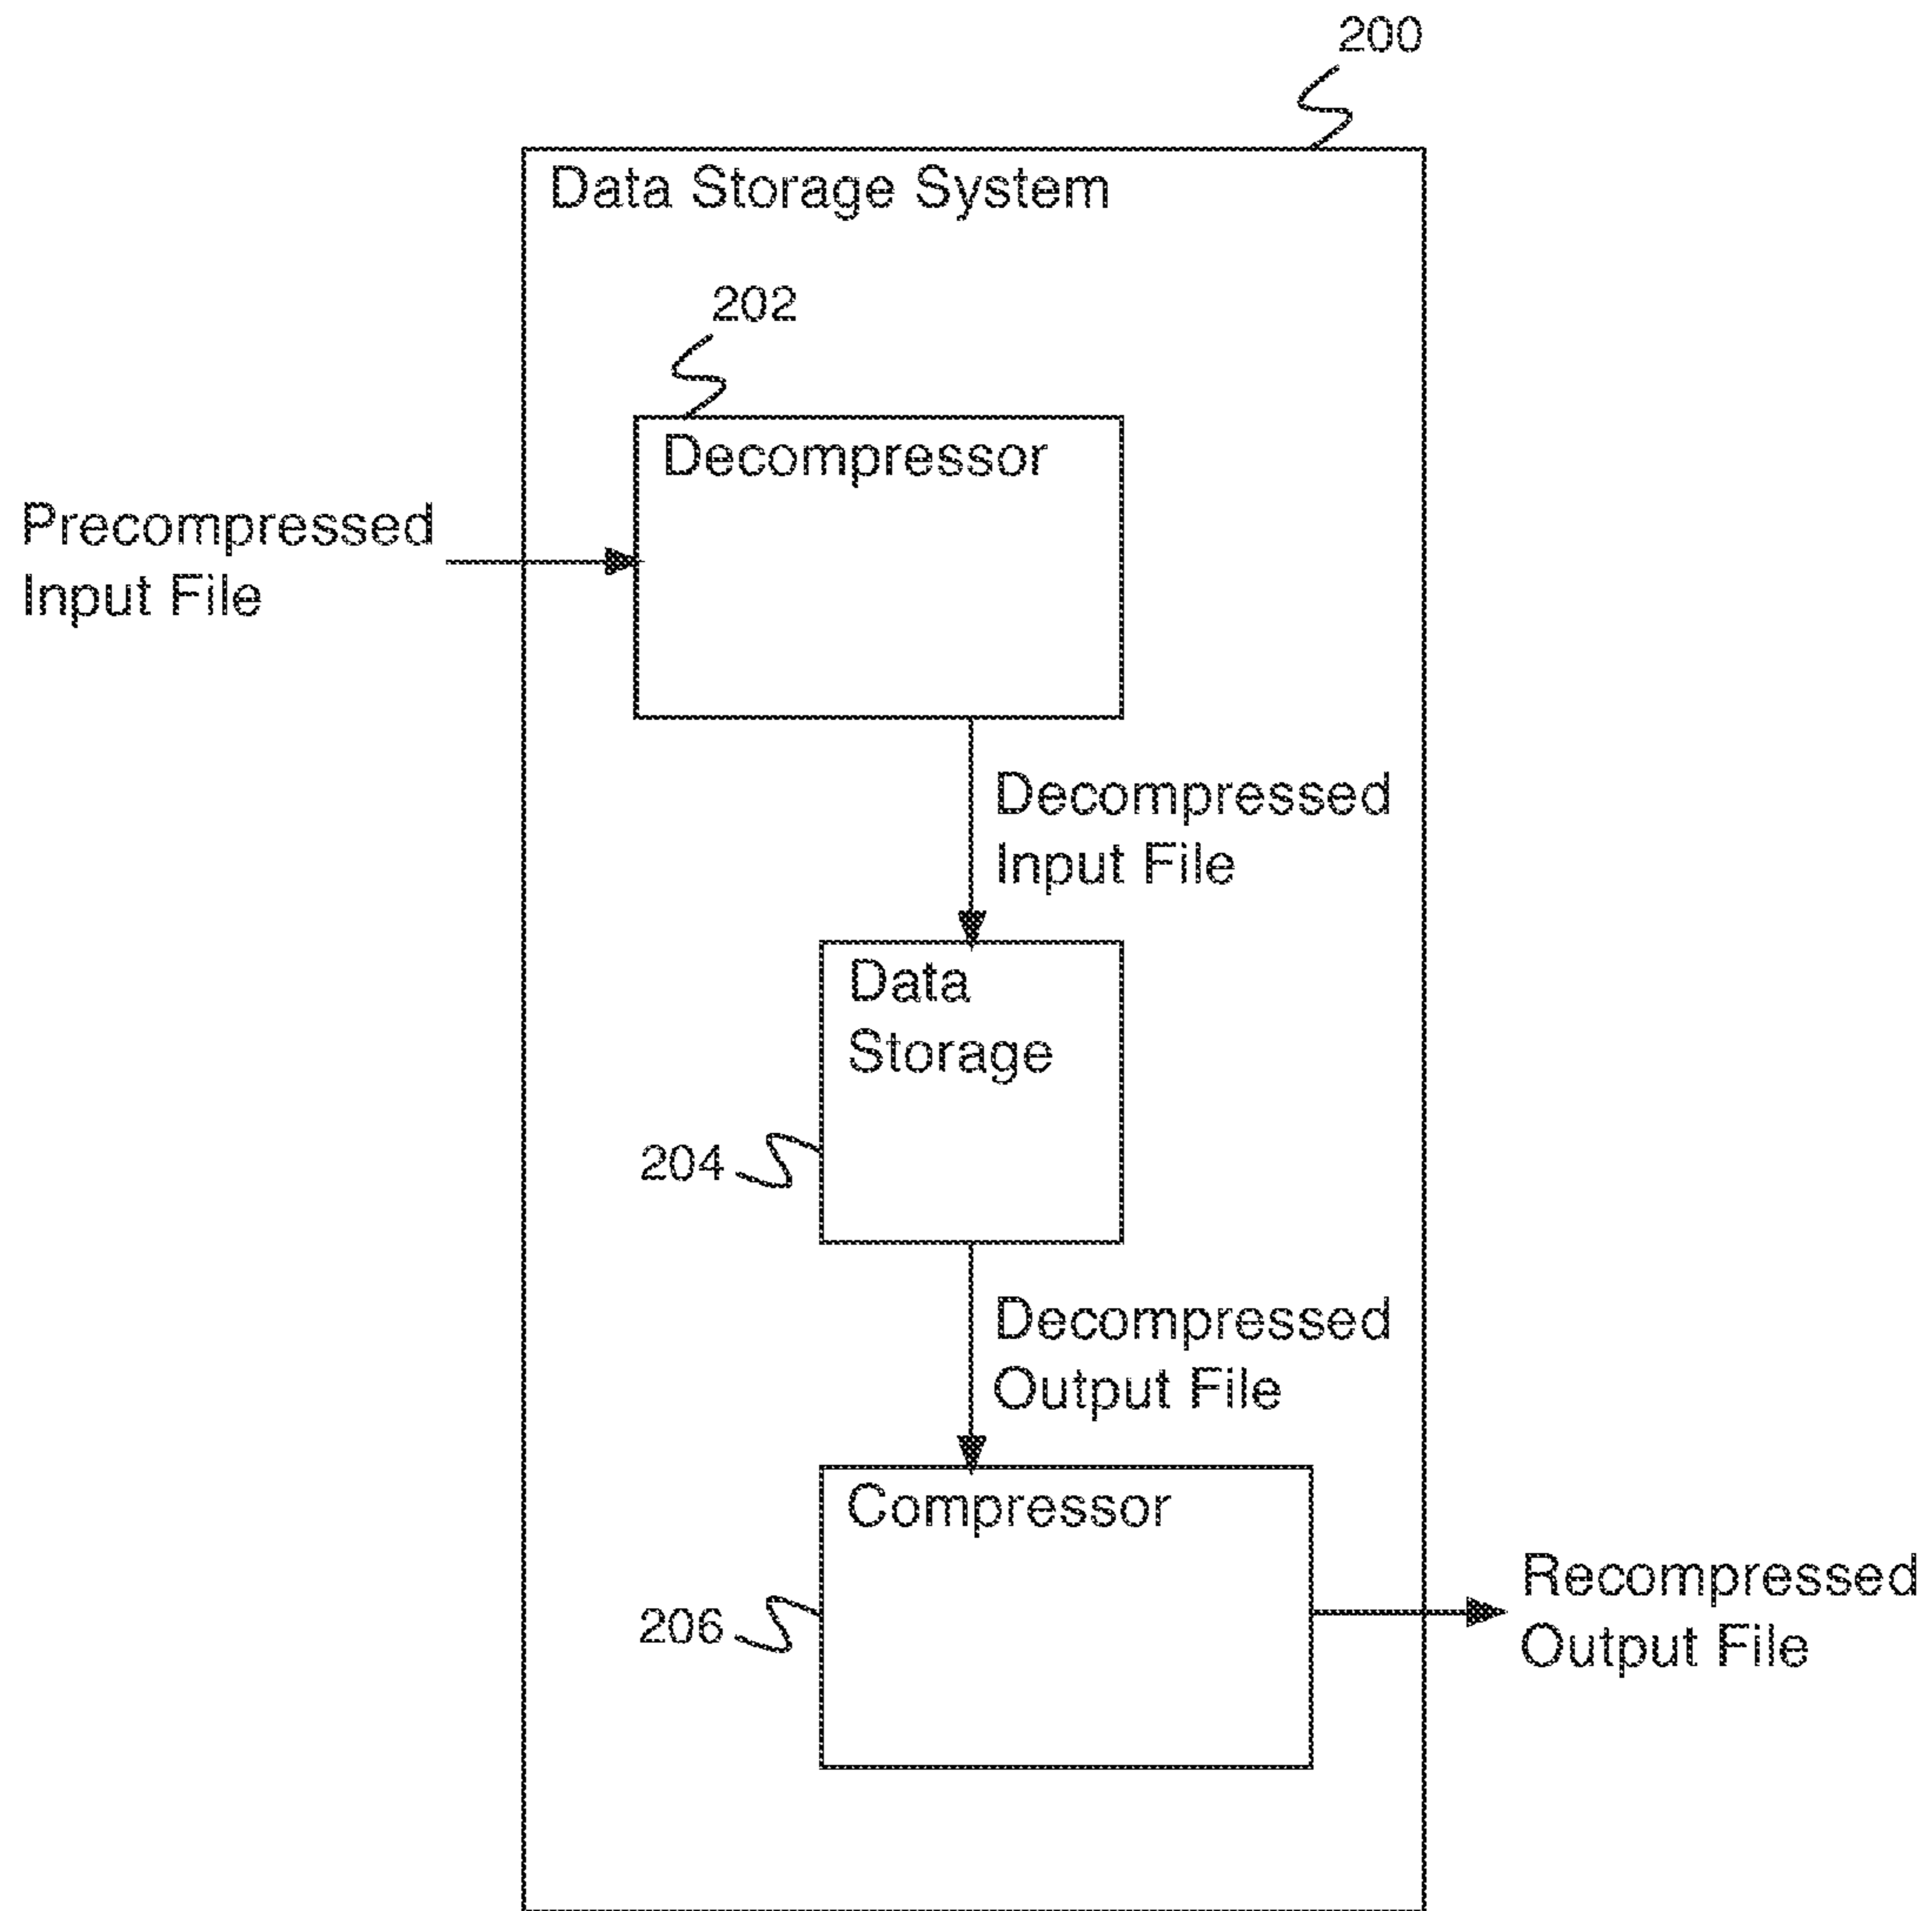 200
Data Storage System
202
Decompressor
Precompressed
Input File
Decompressed
Input File
Data
Storage
204
Decompressed
Output File
Compressor
206
Recompressed
Output File